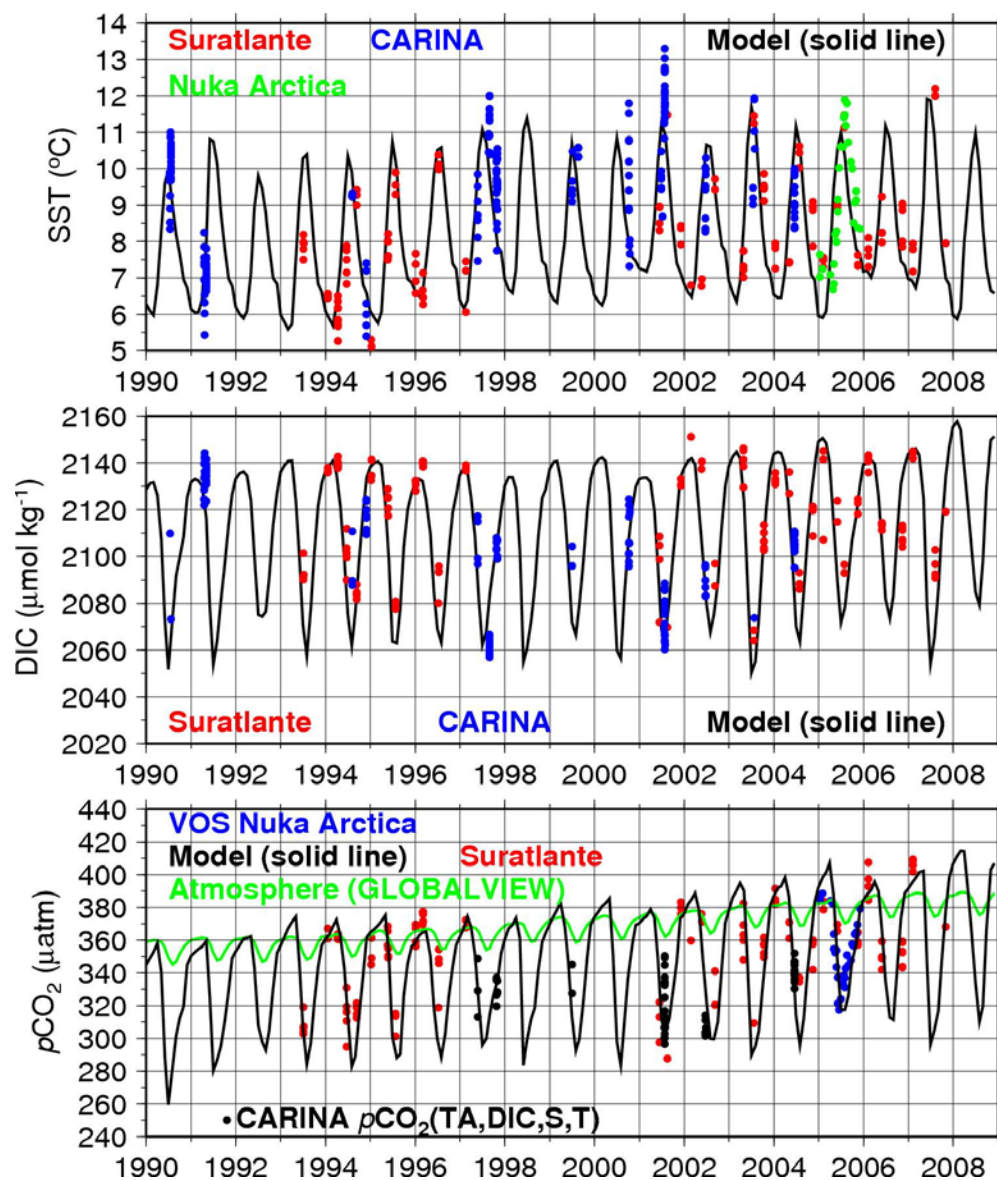 14
13
12
11
10
9
8
7
6
5
SST (ºC)
Suratlante CARINA Model (solid line)
Nuka Arctica
1990 1992 1994 1996 1998 2000 2002 2004 2006 2008
2160
2140
2120
2100
2080
2060
2040
2020
DIC (μmol kg⁻¹)
Suratlante CARINA Model (solid line)
1990 1992 1994 1996 1998 2000 2002 2004 2006 2008
440
420
400
380
360
340
320
300
280
260
240
pCO₂ (μatm)
VOS Nuka Arctica
Model (solid line) Suratlante
Atmosphere (GLOBALVIEW)
CARINA pCO₂(TA,DIC,S,T)
1990 1992 1994 1996 1998 2000 2002 2004 2006 2008